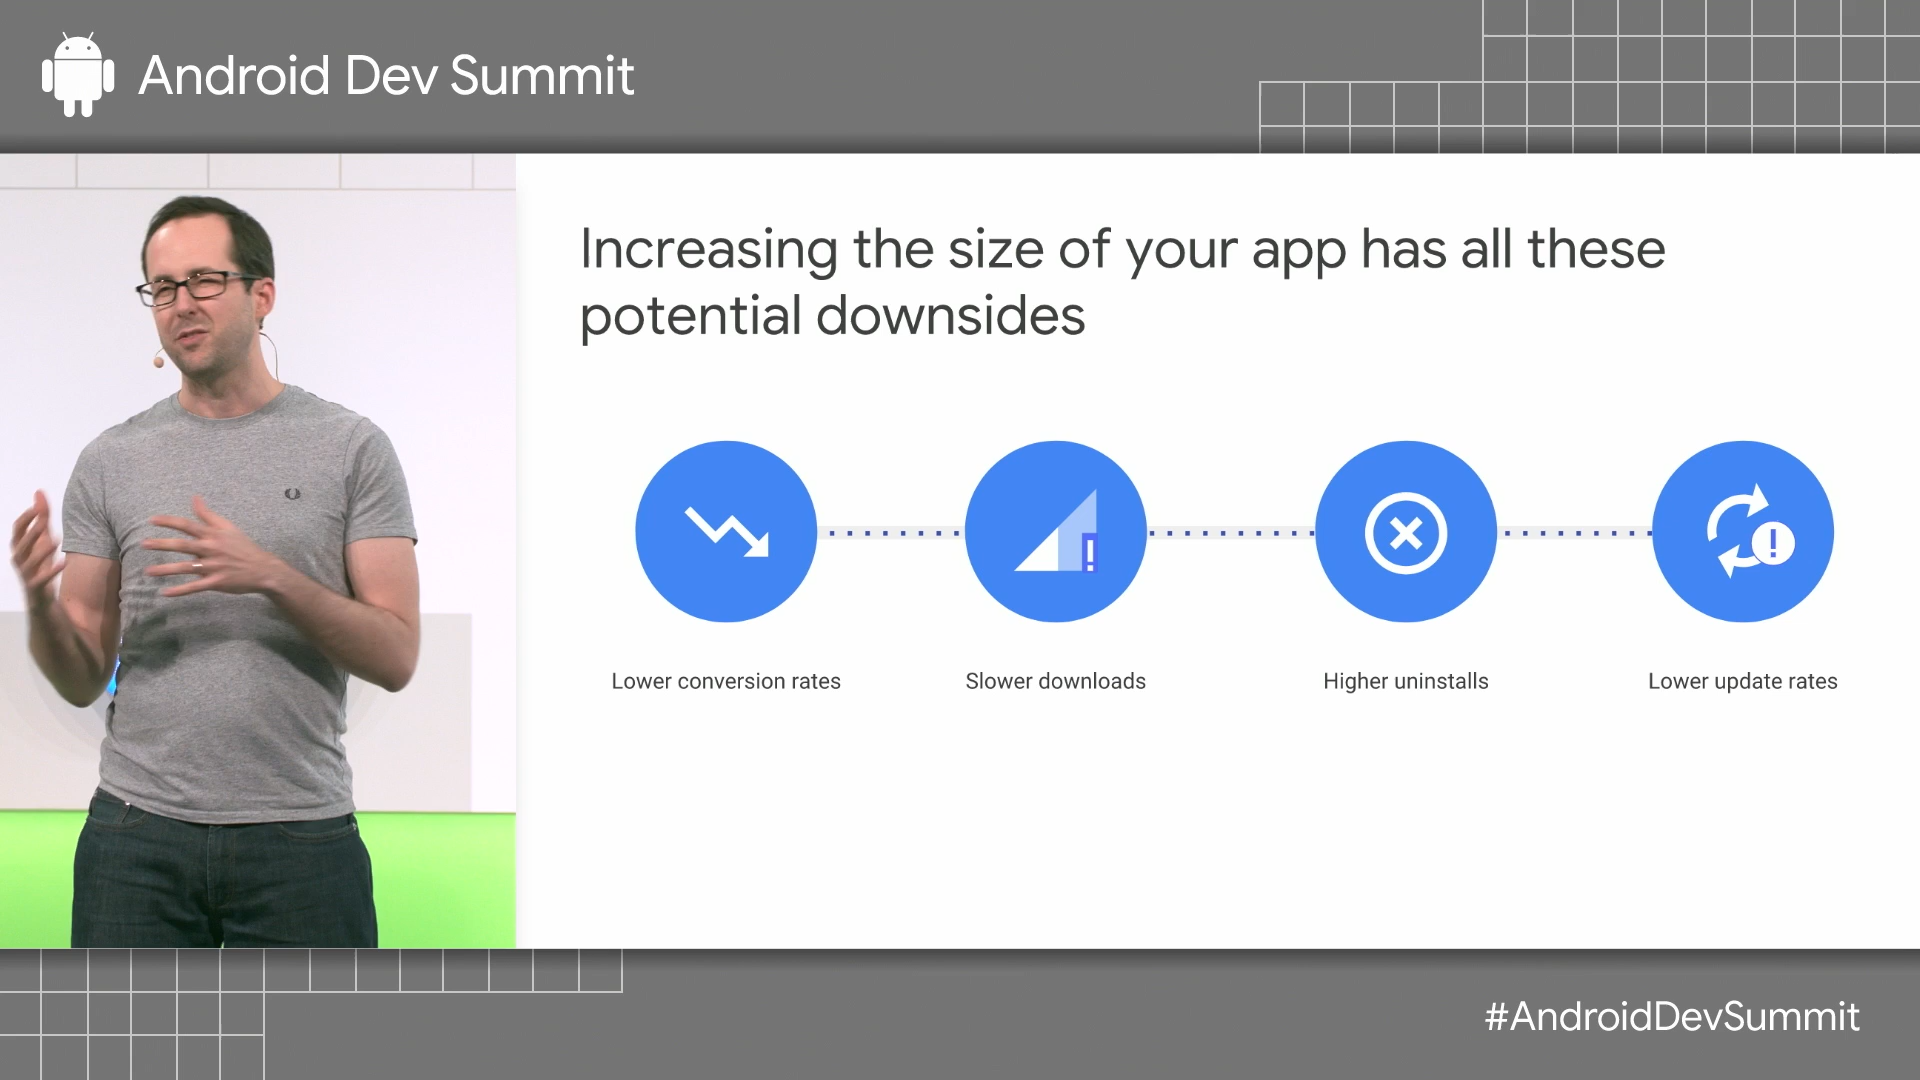 Android Dev Summit
Increasing the size of your app has all these
potential downsides
Lower conversion rates
Slower downloads
Higher uninstalls
Lower update rates
#AndroidDevSummit